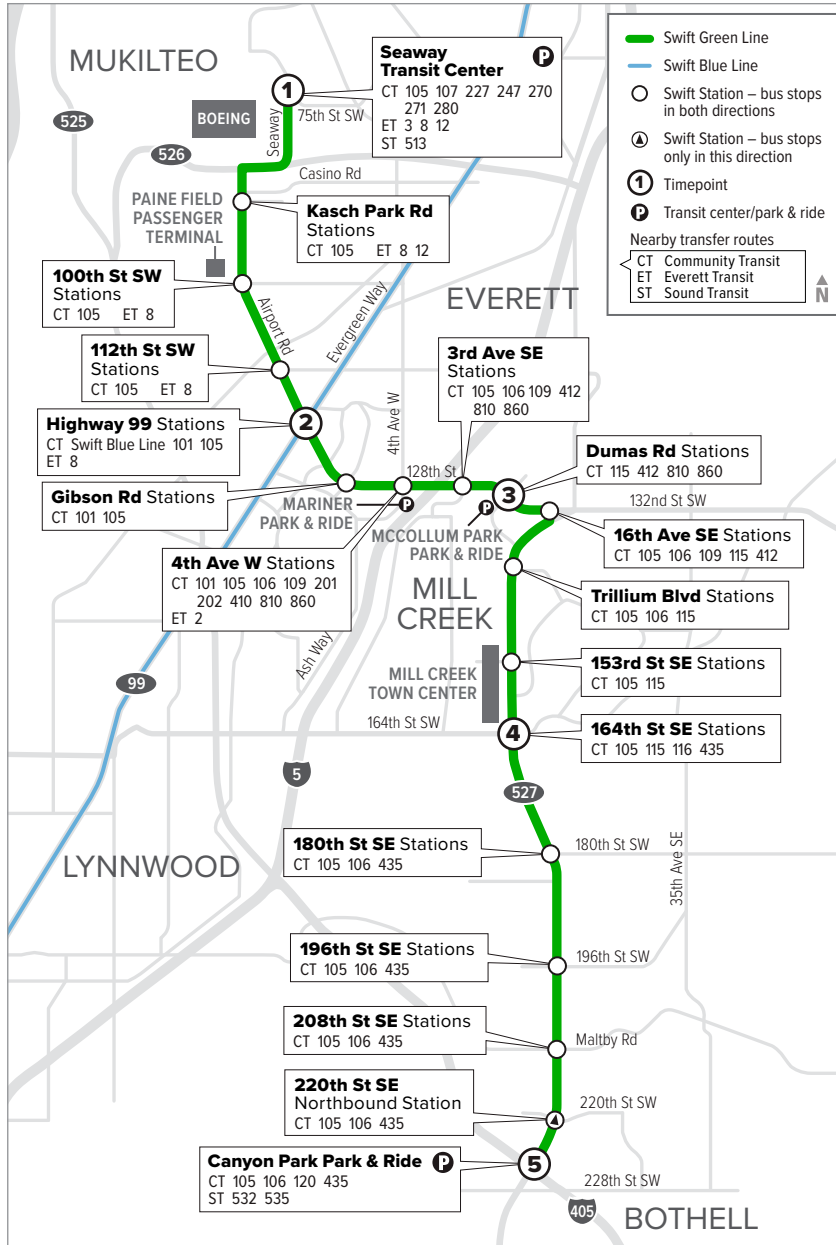 MUKILTEO
525
526
BOEING
Seaway
75th St SW
1
Seaway
Transit Center
P
CT 105 107 227 247 270
271 280
ET 3 8 12
ST 513
Swift Green Line
Swift Blue Line
Swift Station – bus stops
in both directions
Swift Station – bus stops
only in this direction
1 Timepoint
P Transit center/park & ride
Nearby transfer routes
CT Community Transit
ET Everett Transit
ST Sound Transit
N
Casino Rd
PAINE FIELD
PASSENGER
TERMINAL
Kasch Park Rd
Stations
CT 105 ET 8 12
100th St SW
Stations
CT 105 ET 8
Airport Rd
Evergreen Way
EVERETT
112th St SW
Stations
CT 105 ET 8
3rd Ave SE
Stations
CT 105 106 109 412
810 860
4th Ave W
Highway 99 Stations
CT Swift Blue Line 101 105
ET 8
2
Dumas Rd Stations
CT 115 412 810 860
128th St
3
Gibson Rd Stations
CT 101 105
MARINER
PARK & RIDE
P
P
MCCOLLUM PARK
PARK & RIDE
132nd St SW
16th Ave SE Stations
CT 105 106 109 115 412
4th Ave W Stations
CT 101 105 106 109 201
202 410 810 860
ET 2
MILL
CREEK
Trillium Blvd Stations
CT 105 106 115
Ash Way
99
MILL CREEK
TOWN CENTER
153rd St SE Stations
CT 105 115
164th St SW
4
164th St SE Stations
CT 105 115 116 435
5
527
LYNNWOOD
180th St SE Stations
CT 105 106 435
180th St SW
35th Ave SE
196th St SE Stations
CT 105 106 435
196th St SW
208th St SE Stations
CT 105 106 435
Maltby Rd
220th St SE
Northbound Station
CT 105 106 435
220th St SW
Canyon Park Park & Ride P
CT 105 106 120 435
ST 532 535
5
228th St SW
405
BOTHELL